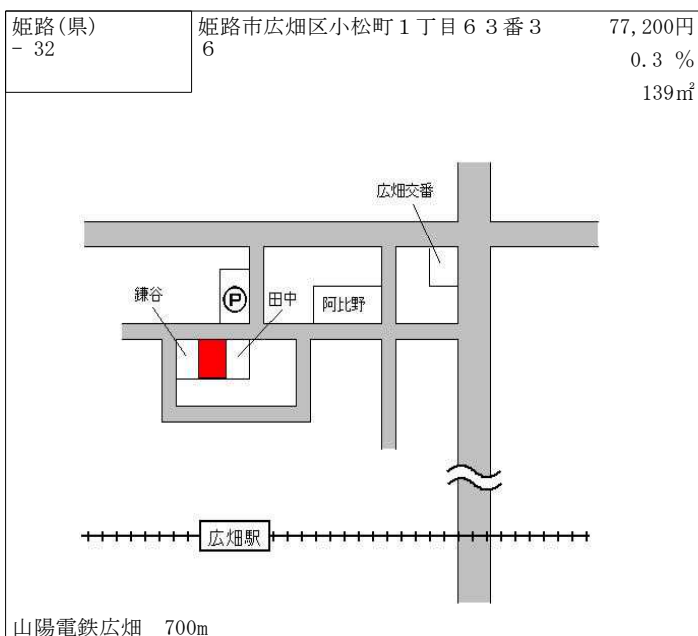 姫路(県)
- 32
姫路市広畑区小松町１丁目６３番３
６
77,200円
0.3 %
139㎡
広畑交番
鎌谷
P
田中
阿比野
広畑駅
山陽電鉄広畑　700m